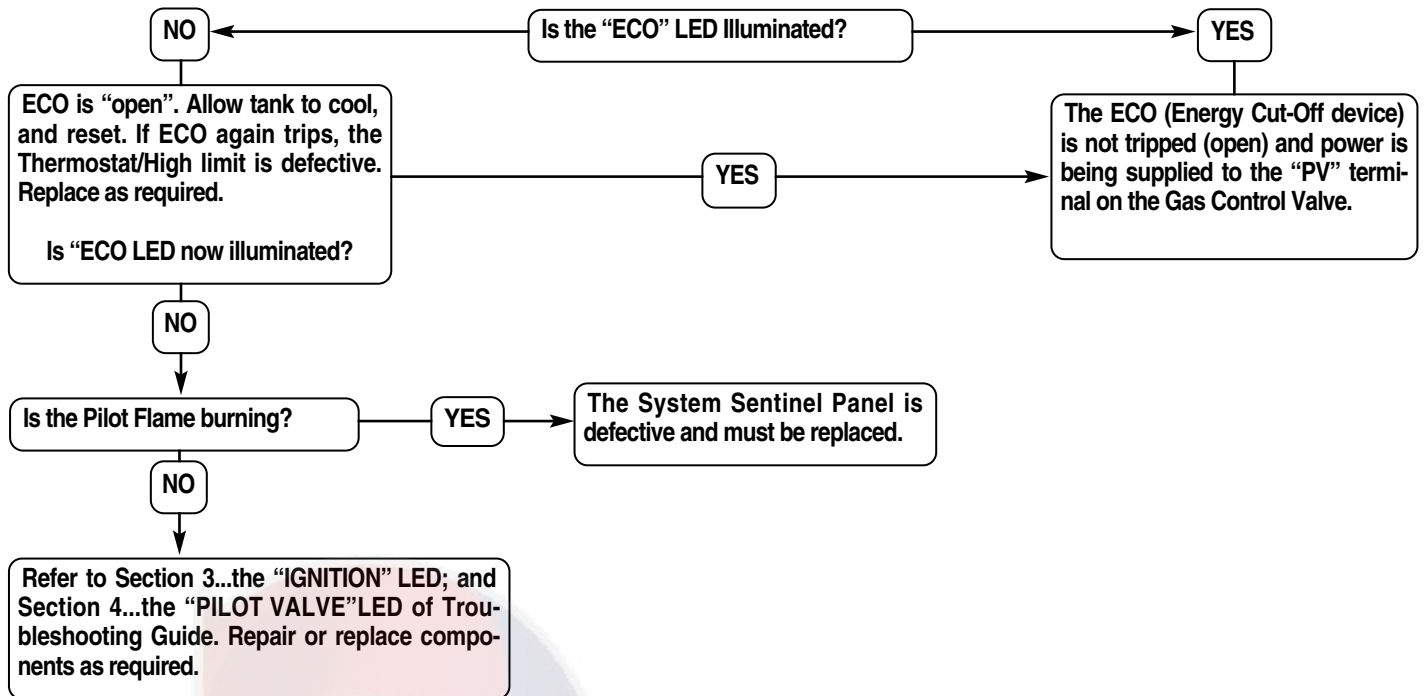 Is the “ECO” LED Illuminated?
NO
YES
ECO is “open”. Allow tank to cool,
and reset. If ECO again trips, the
Thermostat/High limit is defective.
Replace as required.
Is “ECO LED now illuminated?
YES
The ECO (Energy Cut-Off device)
is not tripped (open) and power is
being supplied to the “PV” termi-
nal on the Gas Control Valve.
NO
Is the Pilot Flame burning?
YES
The System Sentinel Panel is
defective and must be replaced.
NO
Refer to Section 3...the “IGNITION” LED; and
Section 4...the “PILOT VALVE”LED of Trou-
bleshooting Guide. Repair or replace compo-
nents as required.